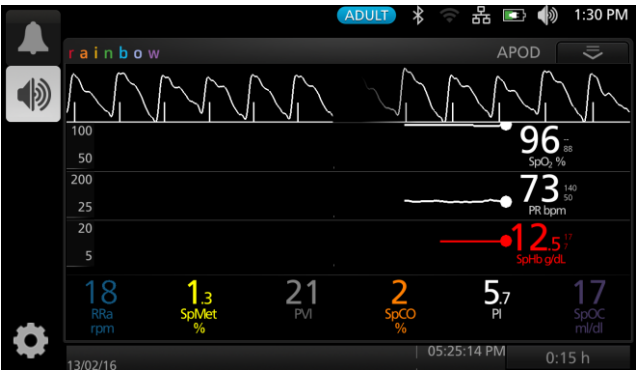 ADULT 1:30 PM
rainbow APOD
100
50
96 -- 88
SpO₂ %
200
25
73 140 50
PR bpm
20
5
12.5 17 7
SpHb g/dL
18 1.3 21 2 5.7 17
RRa SpMet PVI SpCO PI SpOC
rpm % % ml/dl
13/02/16 05:25:14 PM 0:15 h